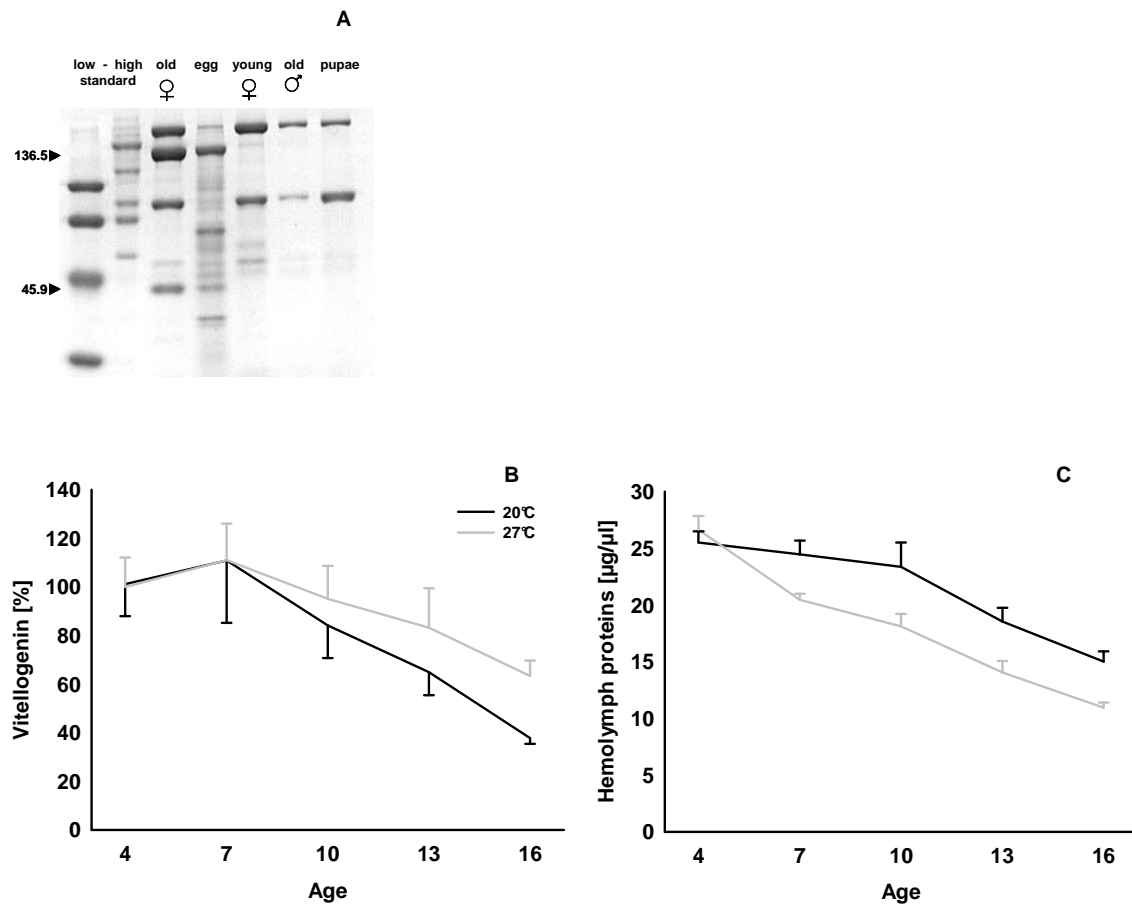 A
low - high old egg young old pupae
standard ♀ ♀ ♂
136.5
45.9
B
140
120
100
80
60
40
20
0
Vitellogenin [%]
20°C
27°C
4 7 10 13 16
Age
C
30
25
20
15
10
5
0
Hemolymph proteins [µg/µl]
4 7 10 13 16
Age